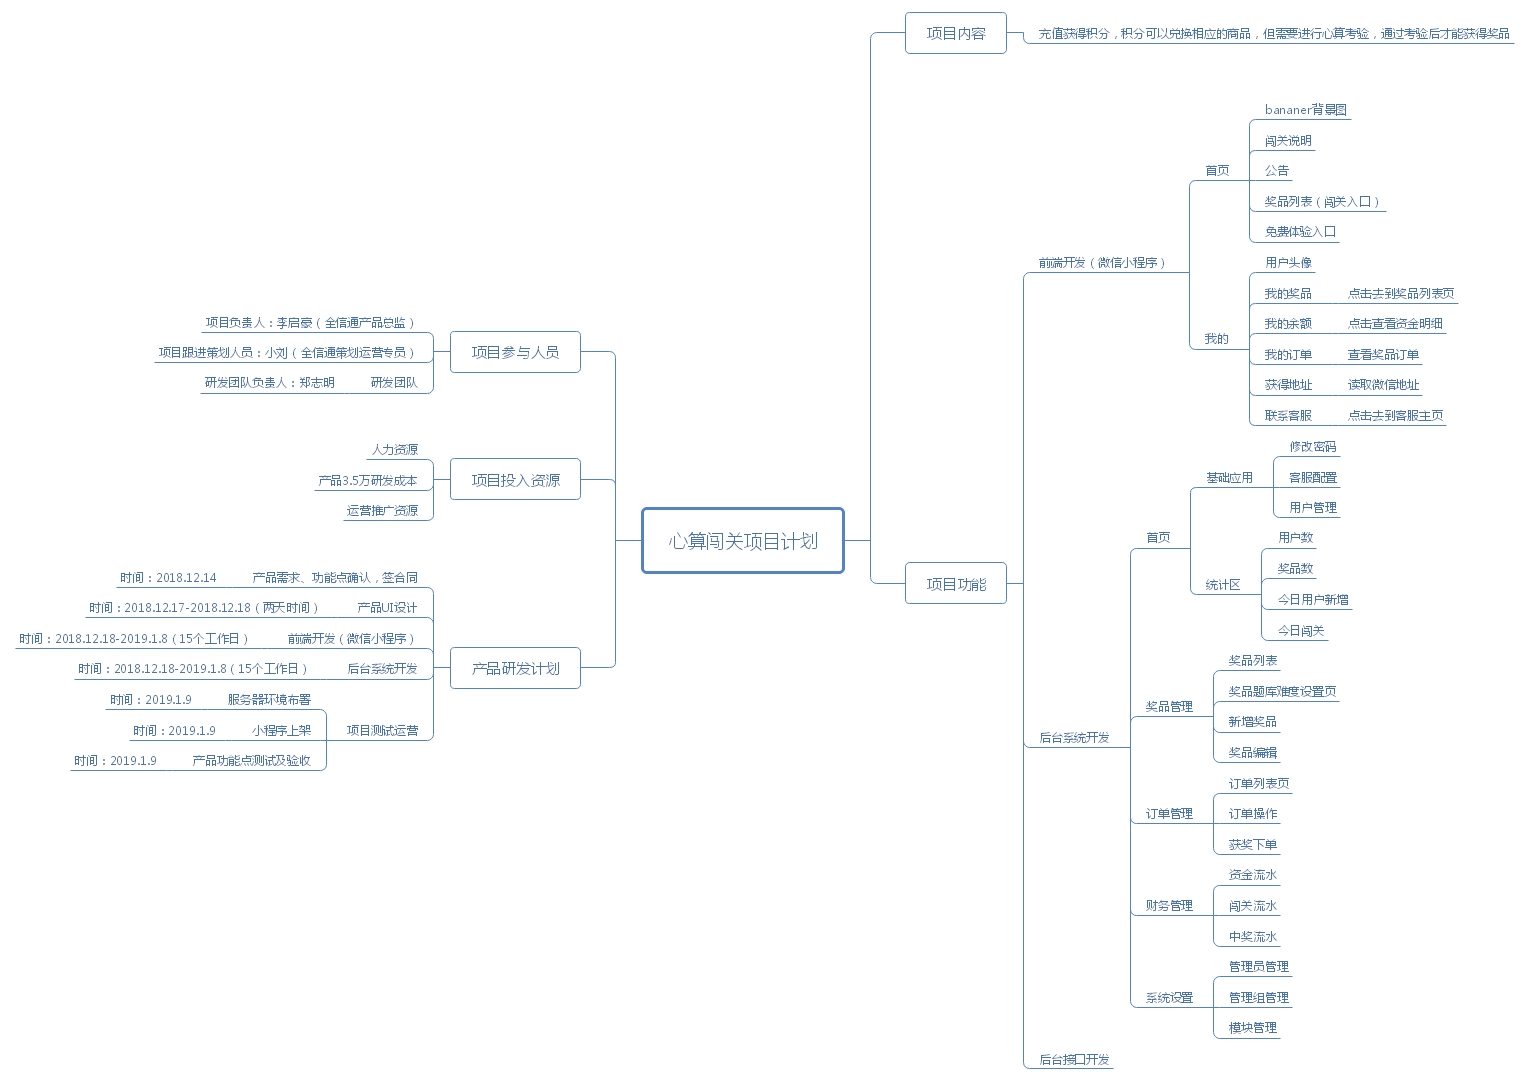 心算闯关项目计划
项目内容
充值获得积分，积分可以兑换相应的商品，但需要进行心算考验，通过考验后才能获得奖品
项目功能
前端开发（微信小程序）
首页
bananer背景图
闯关说明
公告
奖品列表（闯关入口）
免费体验入口
我的
用户头像
我的奖品
点击去到奖品列表页
我的余额
点击查看资金明细
我的订单
查看奖品订单
获得地址
读取微信地址
联系客服
点击去到客服主页
后台系统开发
首页
基础应用
修改密码
客服配置
用户管理
统计区
用户数
奖品数
今日用户新增
今日闯关
奖品管理
奖品列表
奖品题库难度设置页
新增奖品
奖品编辑
订单管理
订单列表页
订单操作
获奖下单
财务管理
资金流水
闯关流水
中奖流水
系统设置
管理员管理
管理组管理
模块管理
后台接口开发
项目参与人员
项目负责人：李启豪（全信通产品总监）
项目跟进策划人员：小刘（全信通策划运营专员）
研发团队
研发团队负责人：郑志明
项目投入资源
人力资源
产品3.5万研发成本
运营推广资源
产品研发计划
产品需求、功能点确认，签合同
时间：2018.12.14
产品UI设计
时间：2018.12.17-2018.12.18（两天时间）
前端开发（微信小程序）
时间：2018.12.18-2019.1.8（15个工作日）
后台系统开发
时间：2018.12.18-2019.1.8（15个工作日）
项目测试运营
服务器环境布署
时间：2019.1.9
小程序上架
时间：2019.1.9
产品功能点测试及验收
时间：2019.1.9